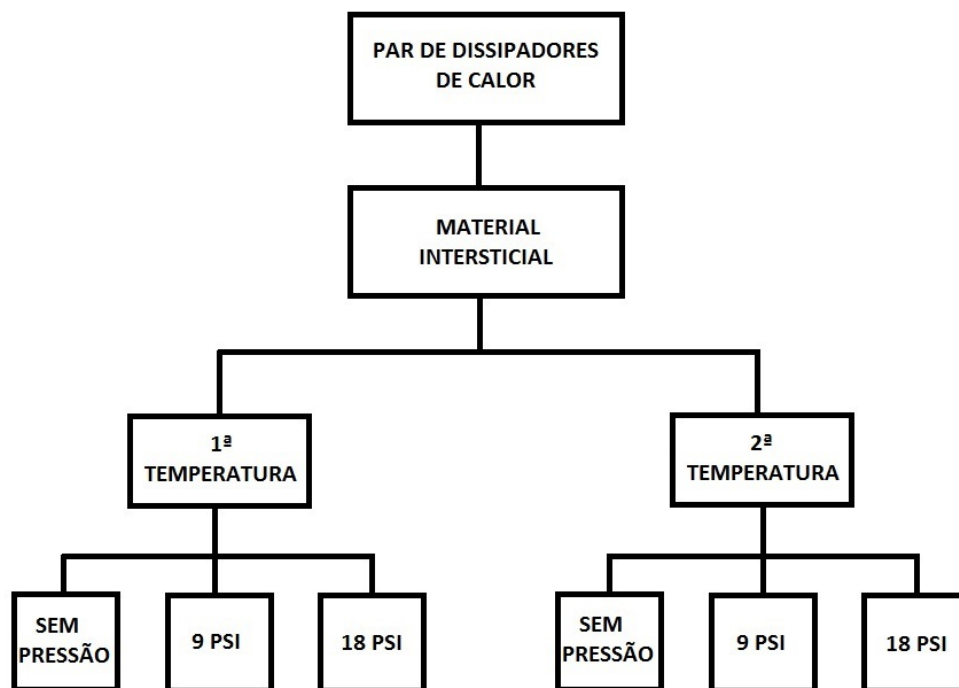 PAR DE DISSIPADORES
DE CALOR
MATERIAL
INTERSTICIAL
1ª
TEMPERATURA
2ª
TEMPERATURA
SEM
PRESSÃO
9 PSI
18 PSI
SEM
PRESSÃO
9 PSI
18 PSI